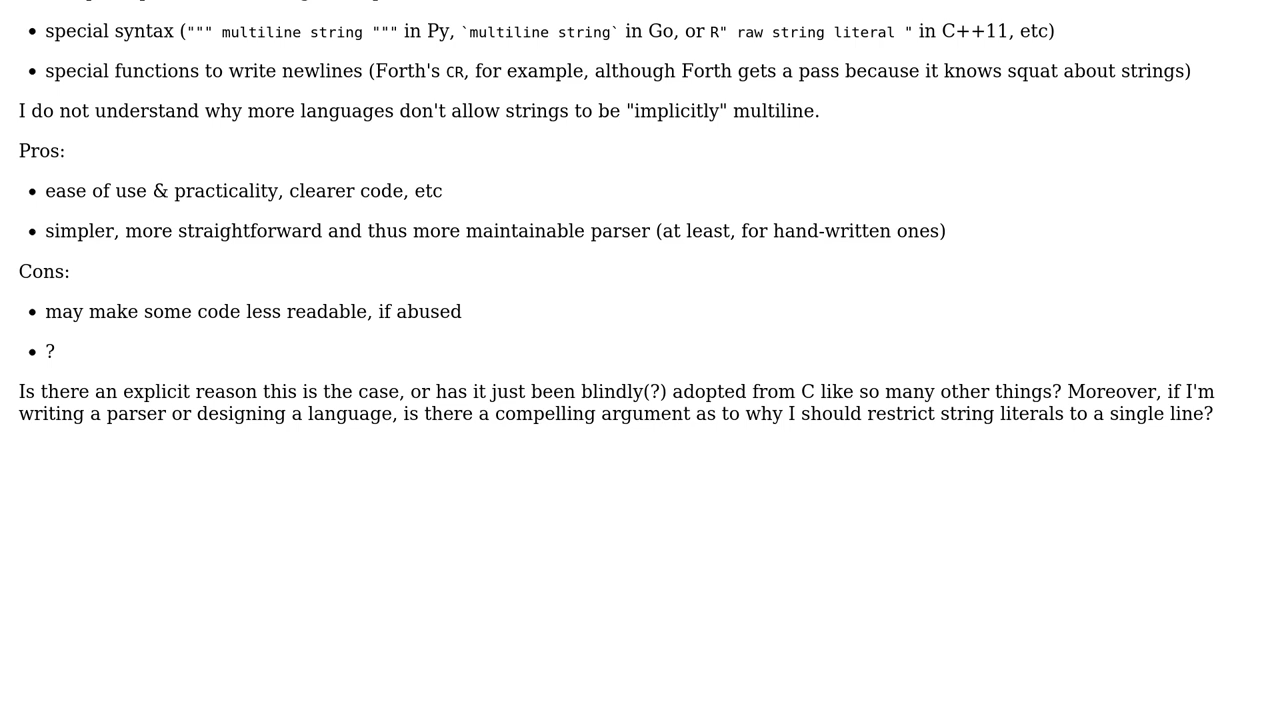 special syntax (""" multiline string """ in Py, `multiline string` in Go, or R" raw string literal " in C++11, etc)
special functions to write newlines (Forth's CR, for example, although Forth gets a pass because it knows squat about strings)
I do not understand why more languages don't allow strings to be "implicitly" multiline.
Pros:
ease of use & practicality, clearer code, etc
simpler, more straightforward and thus more maintainable parser (at least, for hand-written ones)
Cons:
may make some code less readable, if abused
?
Is there an explicit reason this is the case, or has it just been blindly(?) adopted from C like so many other things? Moreover, if I'm
writing a parser or designing a language, is there a compelling argument as to why I should restrict string literals to a single line?